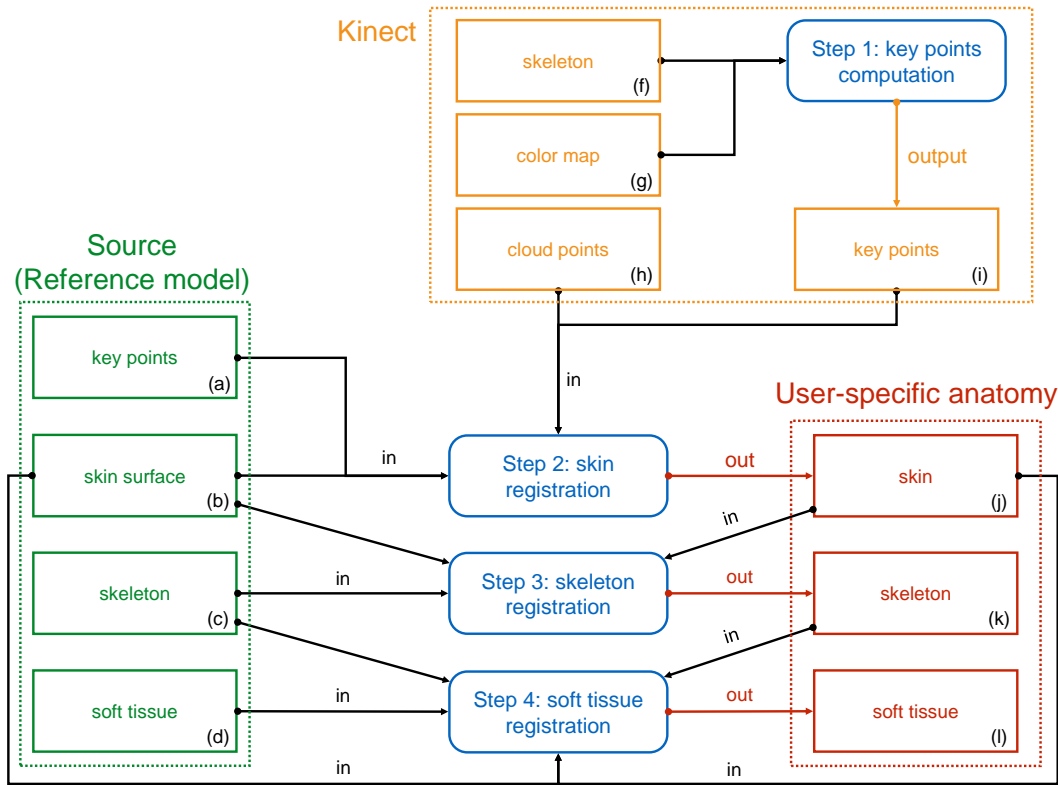 Kinect
skeleton
(f)
Step 1: key points
computation
color map
(g)
output
cloud points
(h)
key points
(i)
Source
(Reference model)
key points
(a)
in
User-specific anatomy
skin surface
(b)
in
Step 2: skin
registration
out
skin
(j)
in
skeleton
(c)
in
Step 3: skeleton
registration
out
skeleton
(k)
in
soft tissue
(d)
in
Step 4: soft tissue
registration
out
soft tissue
(l)
in
in